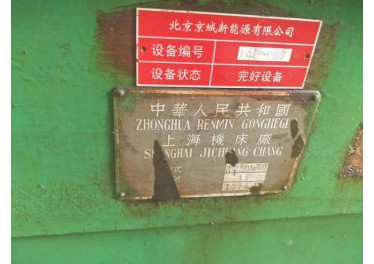 北京京城新能源有限公司
设备编号
设备状态 完好设备
中華人民共和國
ZHONGHUA RENMIN GONGHEGUO
上海機床廠
SHANGHAI JICHUANG CHANG
式